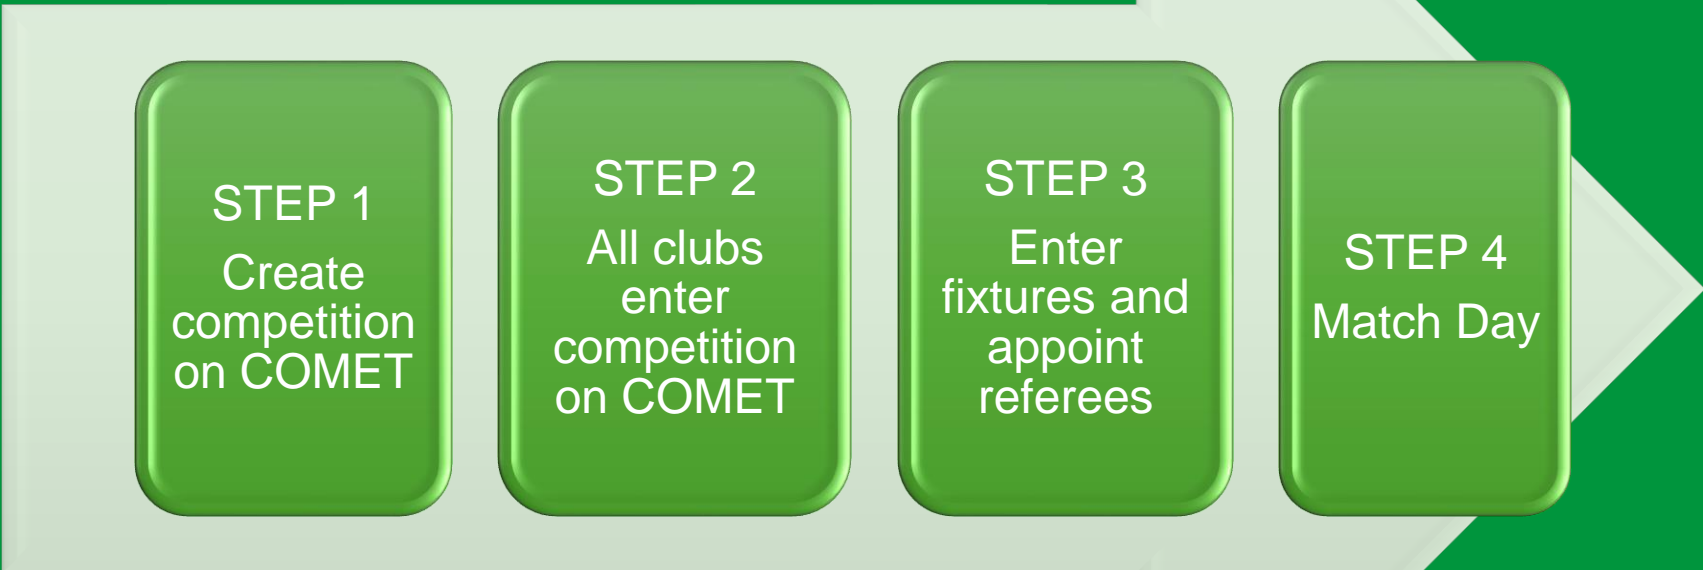 STEP 1
Create
competition
on COMET
STEP 2
All clubs
enter
competition
on COMET
STEP 3
Enter
fixtures and
appoint
referees
STEP 4
Match Day